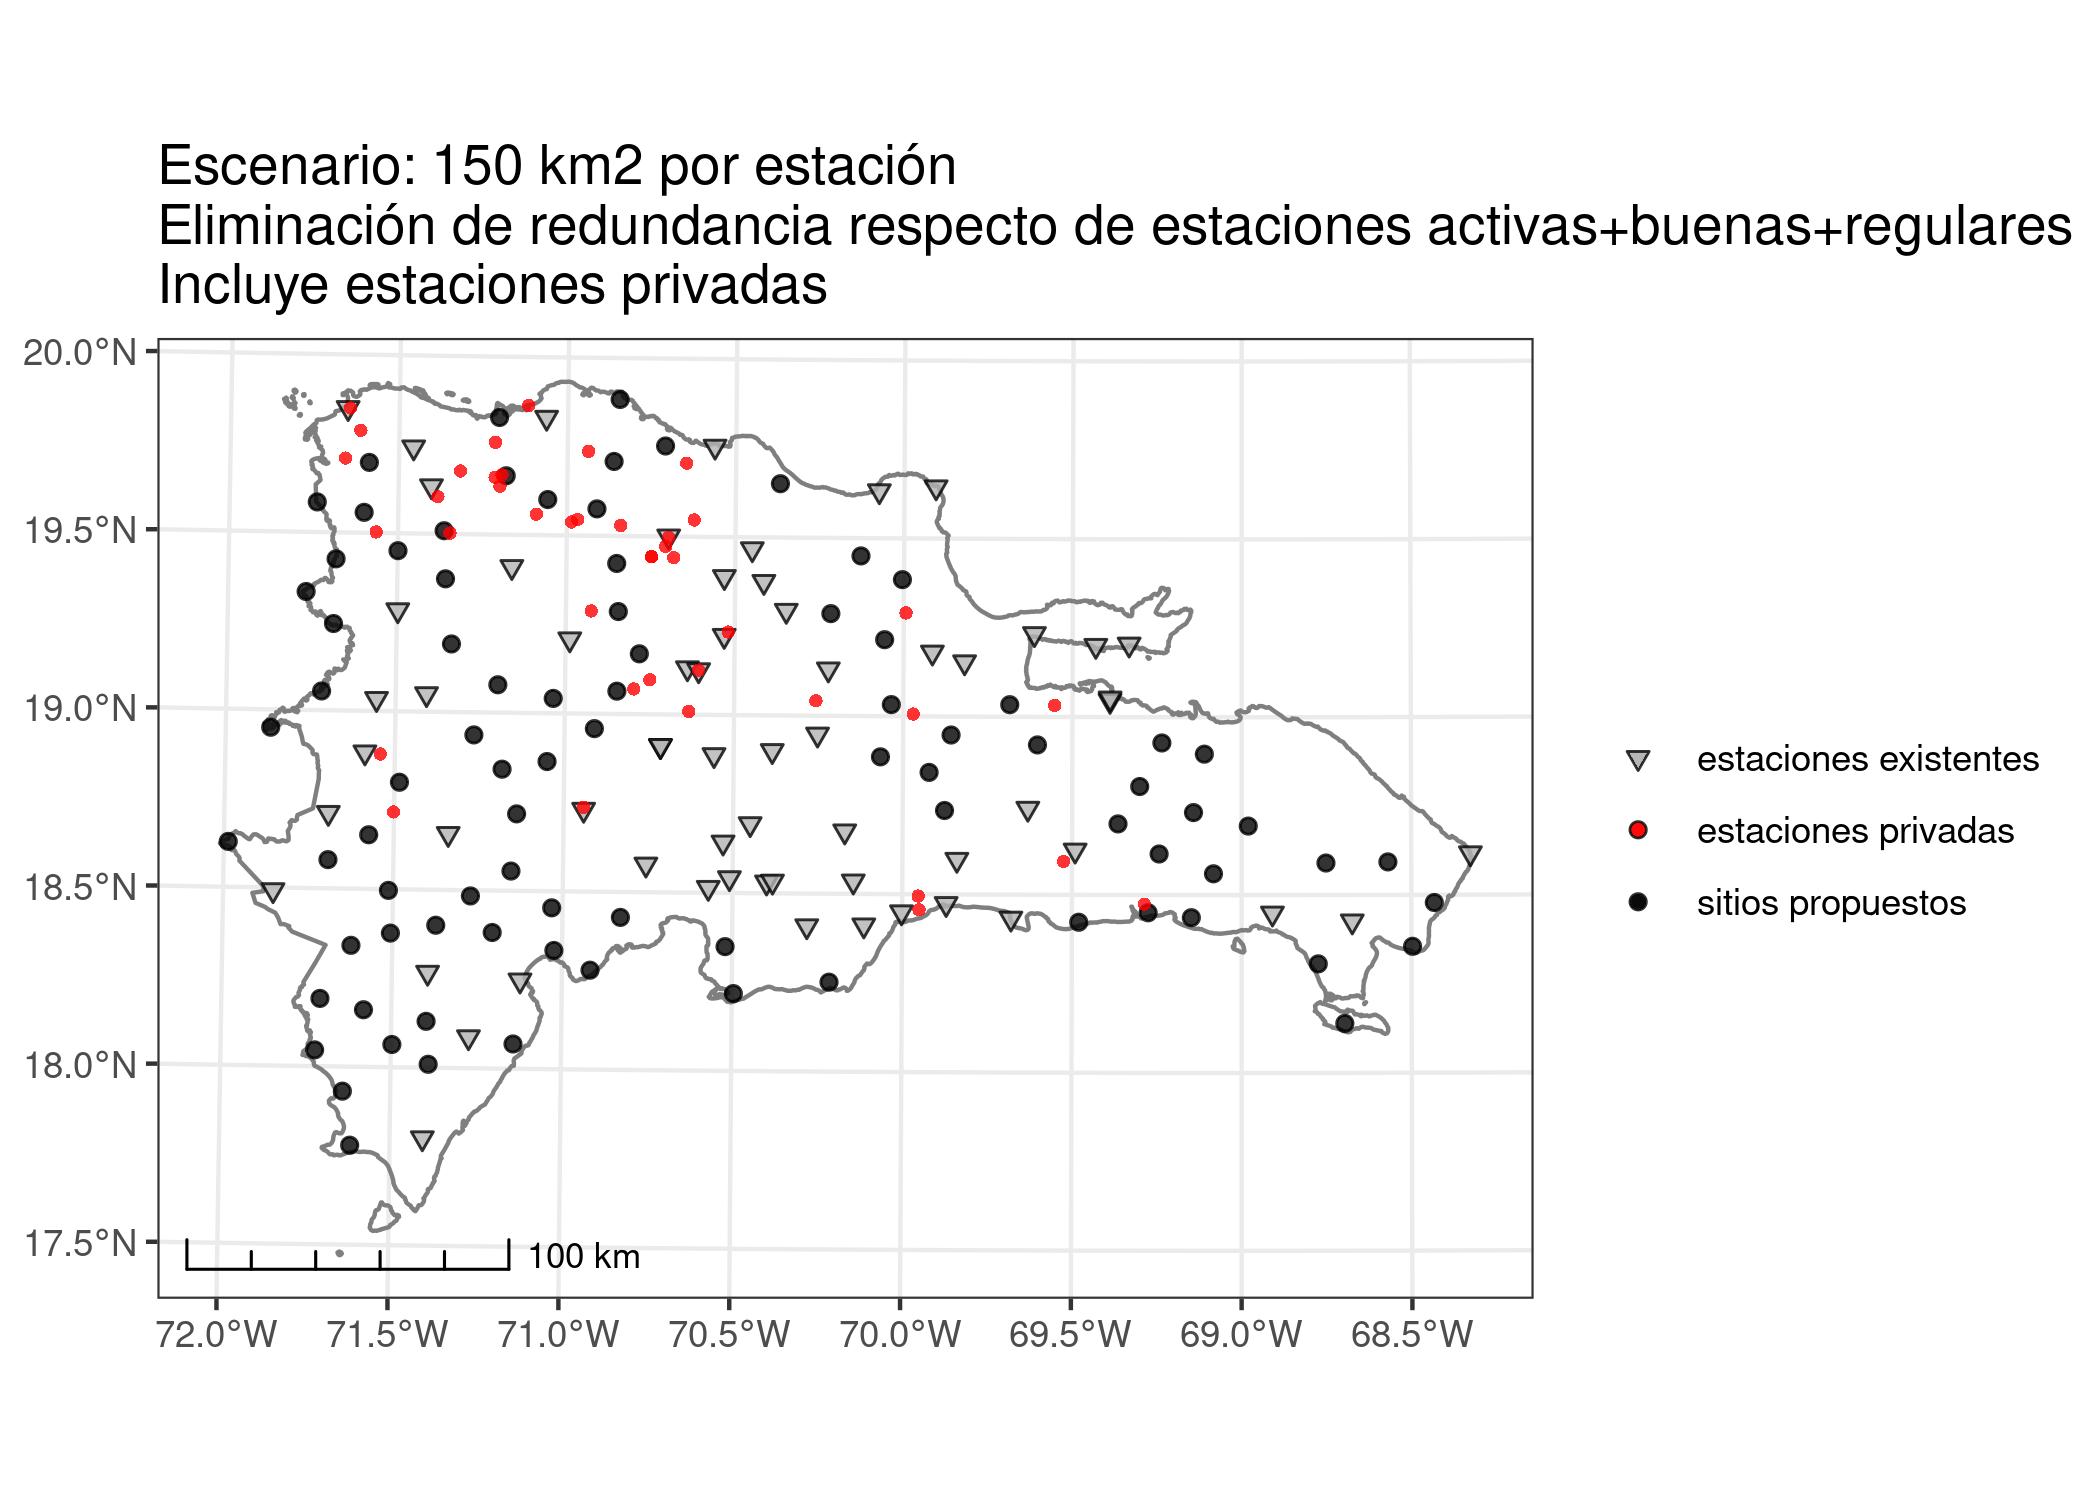 Escenario: 150 km2 por estación
Eliminación de redundancia respecto de estaciones activas+buenas+regulares
Incluye estaciones privadas
20.0°N
19.5°N
19.0°N
18.5°N
18.0°N
17.5°N
100 km
72.0°W 71.5°W 71.0°W 70.5°W 70.0°W 69.5°W 69.0°W 68.5°W
estaciones existentes
estaciones privadas
sitios propuestos